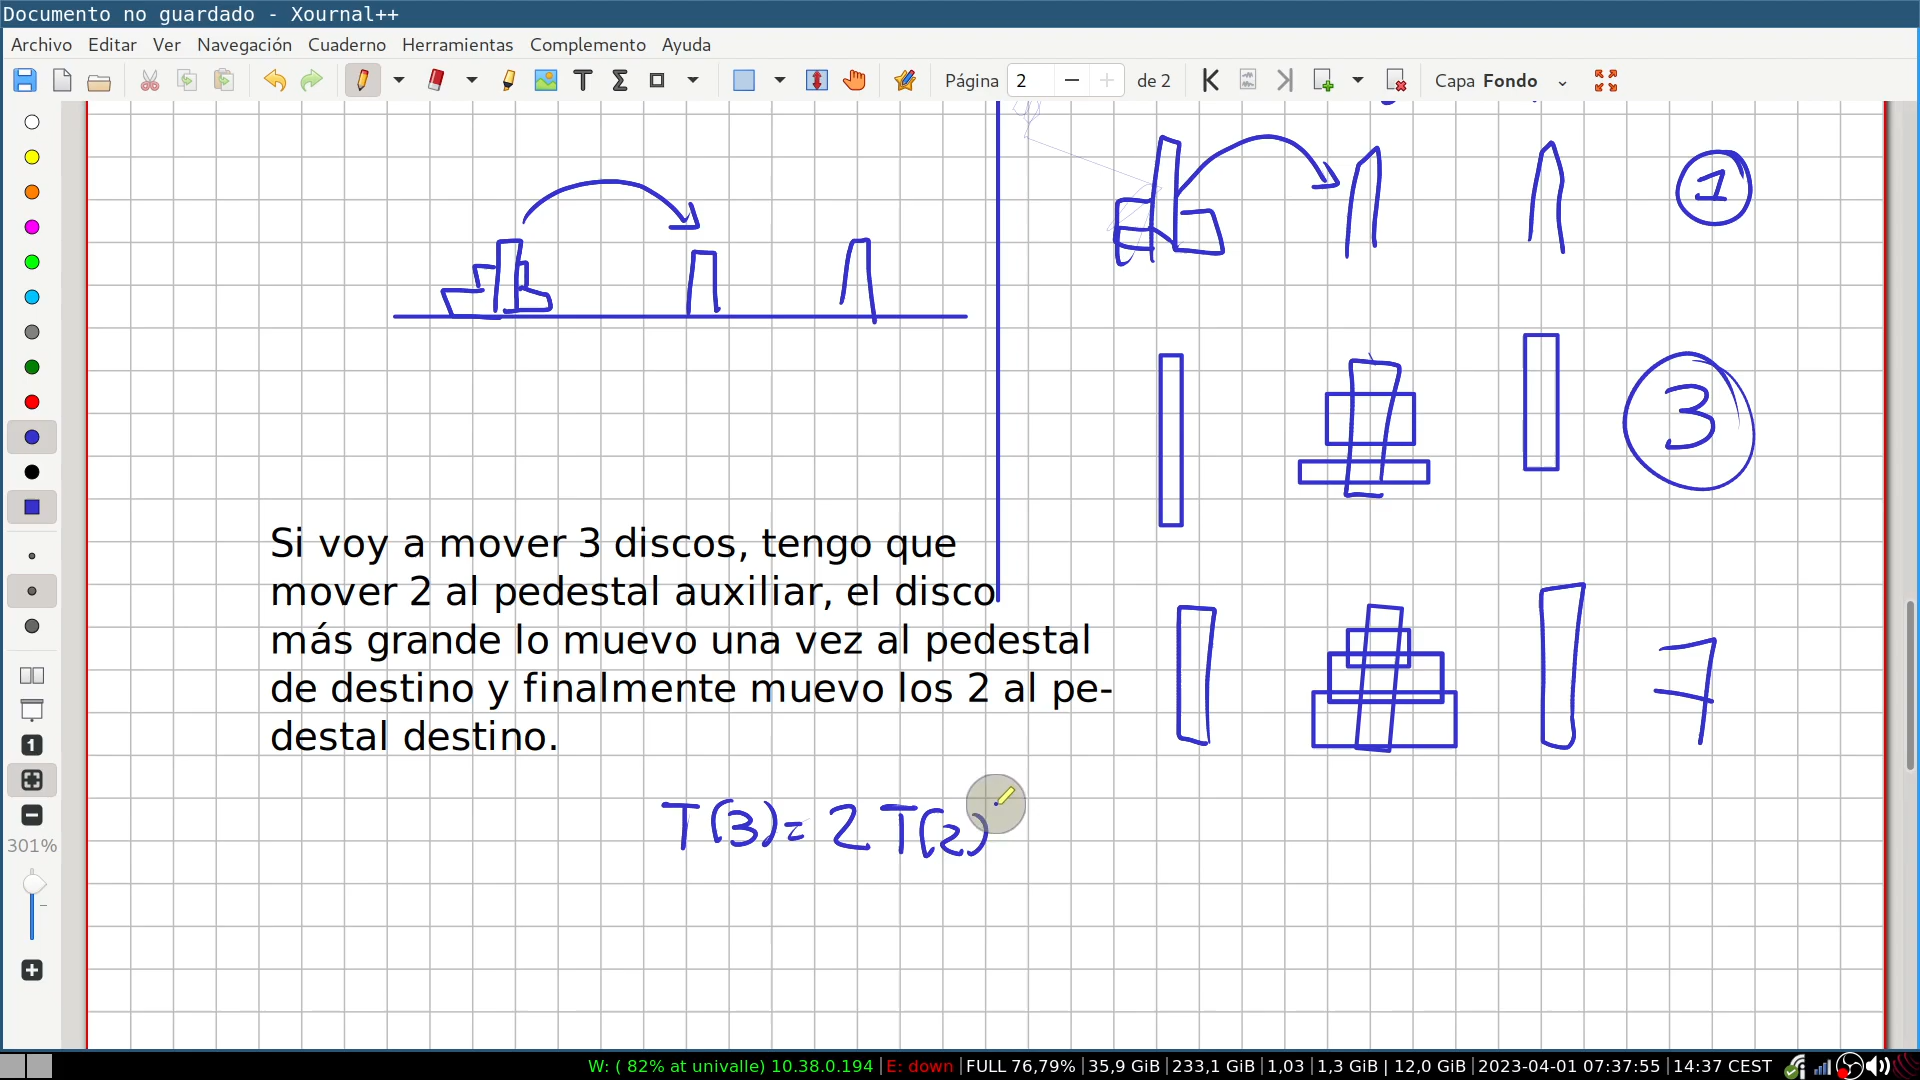 Documento no guardado - Xournal++
Archivo Editar Ver Navegación Cuaderno Herramientas Complemento Ayuda
Página 2 de 2 Capa Fondo
1
3
Si voy a mover 3 discos, tengo que
mover 2 al pedestal auxiliar, el disco
más grande lo muevo una vez al pedestal
de destino y finalmente muevo los 2 al pe-
destal destino.
7
T(3)= 2 T(2)
1
301%
W: ( 82% at univalle) 10.38.0.194 |E: down |FULL 76,79% |35,9 GiB |233,1 GiB |1,03 |1,3 GiB | 12,0 GiB |2023-04-01 07:37:55 |14:37 CEST